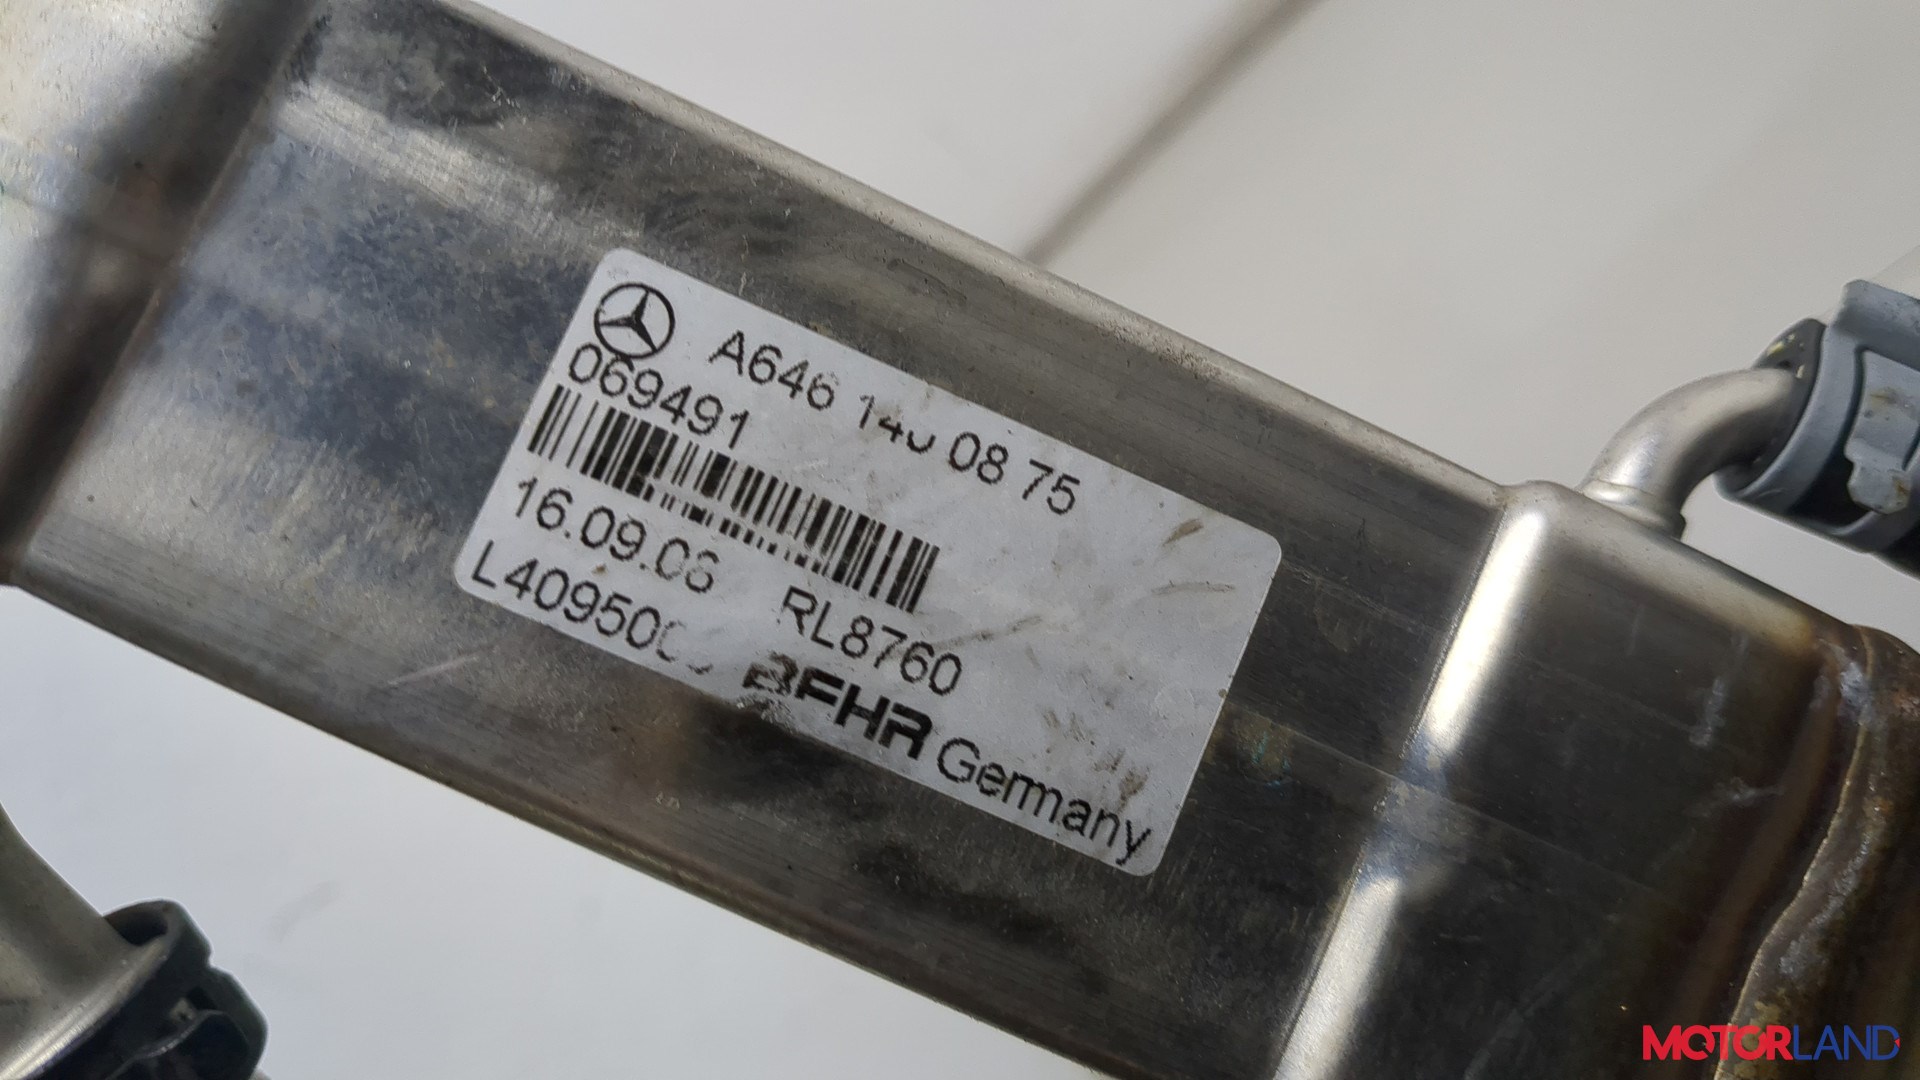 A646 140 08 75
069491
16.09.06 RL8760
BEHR Germany
MOTORLAND